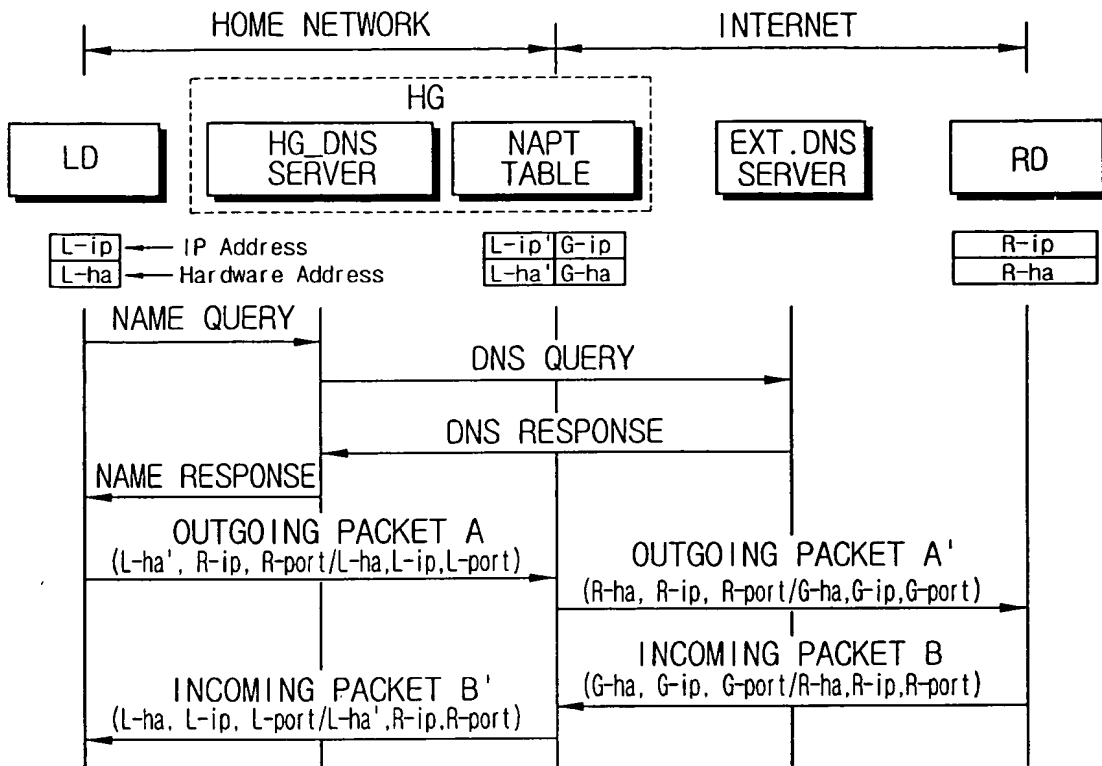 HOME NETWORK
INTERNET
HG
LD
HG_DNS
SERVER
NAPT
TABLE
EXT.DNS
SERVER
RD
L-ip
IP Address
L-ha
Hardware Address
L-ip'
G-ip
L-ha'
G-ha
R-ip
R-ha
NAME QUERY
DNS QUERY
DNS RESPONSE
NAME RESPONSE
OUTGOING PACKET A
(L-ha', R-ip, R-port/L-ha,L-ip,L-port)
OUTGOING PACKET A'
(R-ha, R-ip, R-port/G-ha,G-ip,G-port)
INCOMING PACKET B
(G-ha, G-ip, G-port/R-ha,R-ip,R-port)
INCOMING PACKET B'
(L-ha, L-ip, L-port/L-ha',R-ip,R-port)